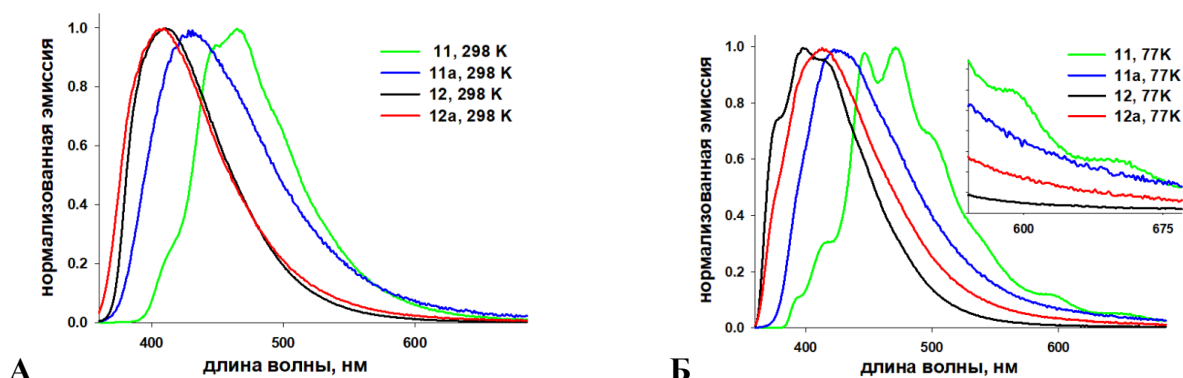 А
нормализованная эмиссия
1.0
0.8
0.6
0.4
0.2
0.0
11, 298 K
11a, 298 K
12, 298 K
12a, 298 K
400
500
600
длина волны, нм
Б
нормализованная эмиссия
1.0
0.8
0.6
0.4
0.2
0.0
11, 77K
11a, 77K
12, 77K
12a, 77K
600
675
400
500
600
длина волны, нм